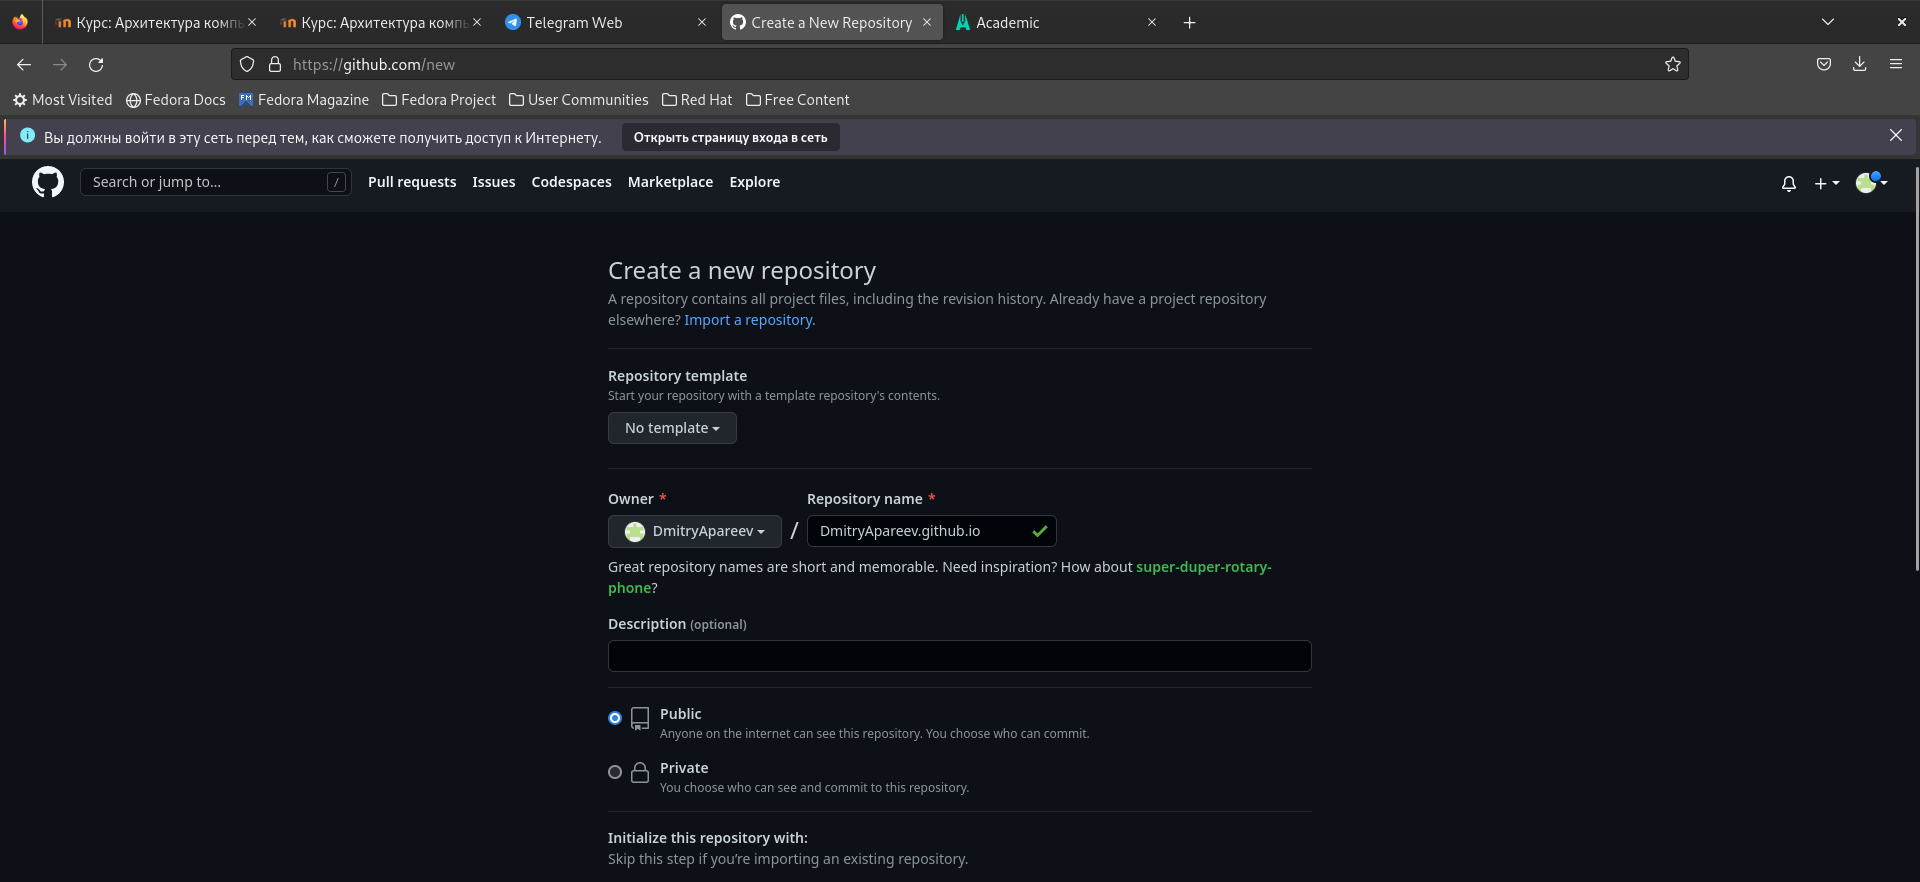 Курс: Архитектура комп
Курс: Архитектура комп
Telegram Web
Create a New Repository
Academic
https://github.com/new
Most Visited
Fedora Docs
FM Fedora Magazine
Fedora Project
User Communities
Red Hat
Free Content
Вы должны войти в эту сеть перед тем, как сможете получить доступ к Интернету.
Открыть страницу входа в сеть
Search or jump to...
/
Pull requests
Issues
Codespaces
Marketplace
Explore
Create a new repository
A repository contains all project files, including the revision history. Already have a project repository
elsewhere? Import a repository.
Repository template
Start your repository with a template repository's contents.
No template
Owner *
Repository name *
DmitryApareev
/
DmitryApareev.github.io
Great repository names are short and memorable. Need inspiration? How about super-duper-rotary-
phone?
Description (optional)
Public
Anyone on the internet can see this repository. You choose who can commit.
Private
You choose who can see and commit to this repository.
Initialize this repository with:
Skip this step if you're importing an existing repository.